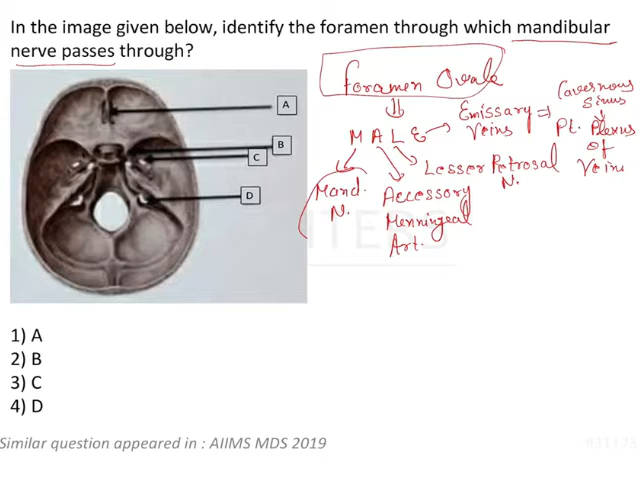 In the image given below, identify the foramen through which mandibular
nerve passes through?
Foramen Ovale
A
B
C
D
M A L E
Emissary
Veins
Cavernous
Sinus
Pt. Plexus
of
Veins
Lesser Petrosal
N.
Mand.
N.
Accessory
Menningeal
Art.
1) A
2) B
3) C
4) D
Similar question appeared in : AIIMS MDS 2019